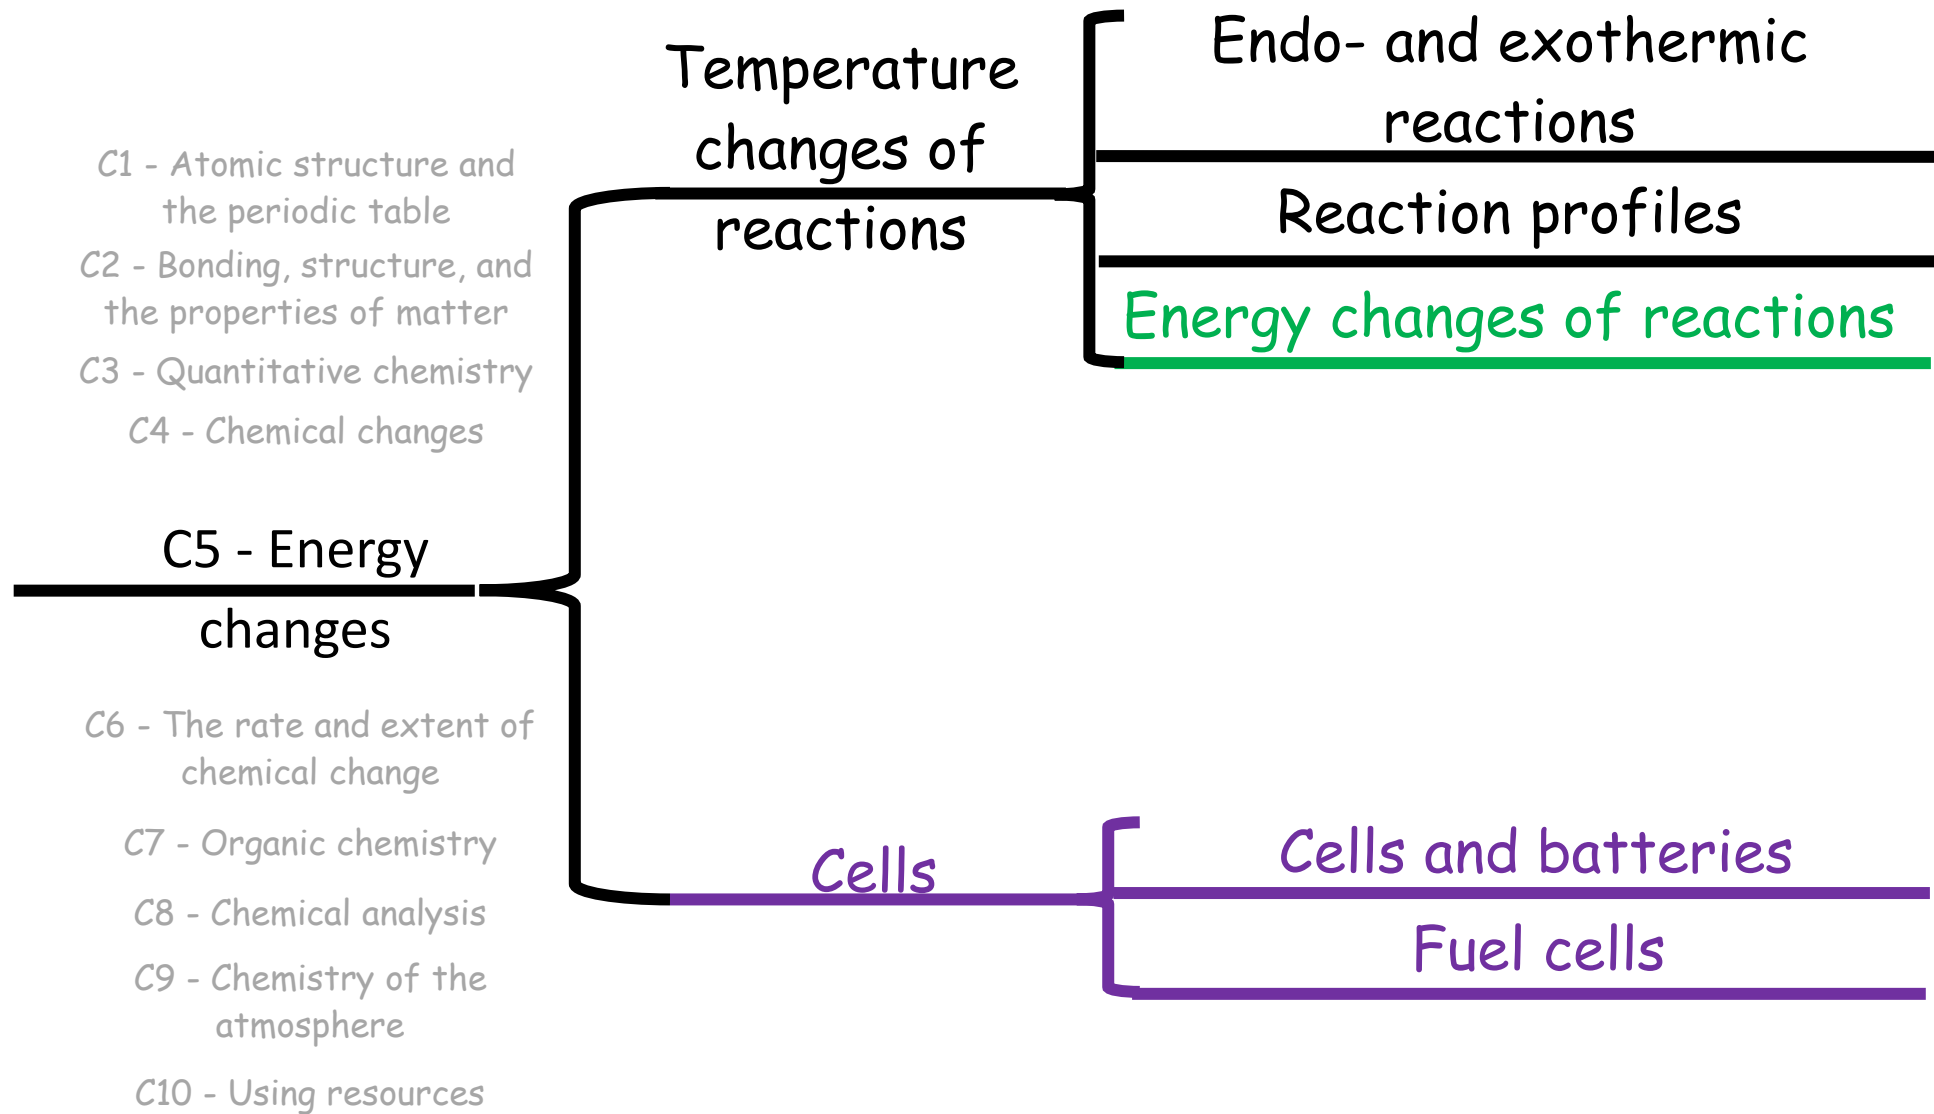 C1 - Atomic structure and
the periodic table
C2 - Bonding, structure, and
the properties of matter
C3 - Quantitative chemistry
C4 - Chemical changes
C5 - Energy
changes
C6 - The rate and extent of
chemical change
C7 - Organic chemistry
C8 - Chemical analysis
C9 - Chemistry of the
atmosphere
C10 - Using resources
Temperature
changes of
reactions
Endo- and exothermic
reactions
Reaction profiles
Energy changes of reactions
Cells
Cells and batteries
Fuel cells